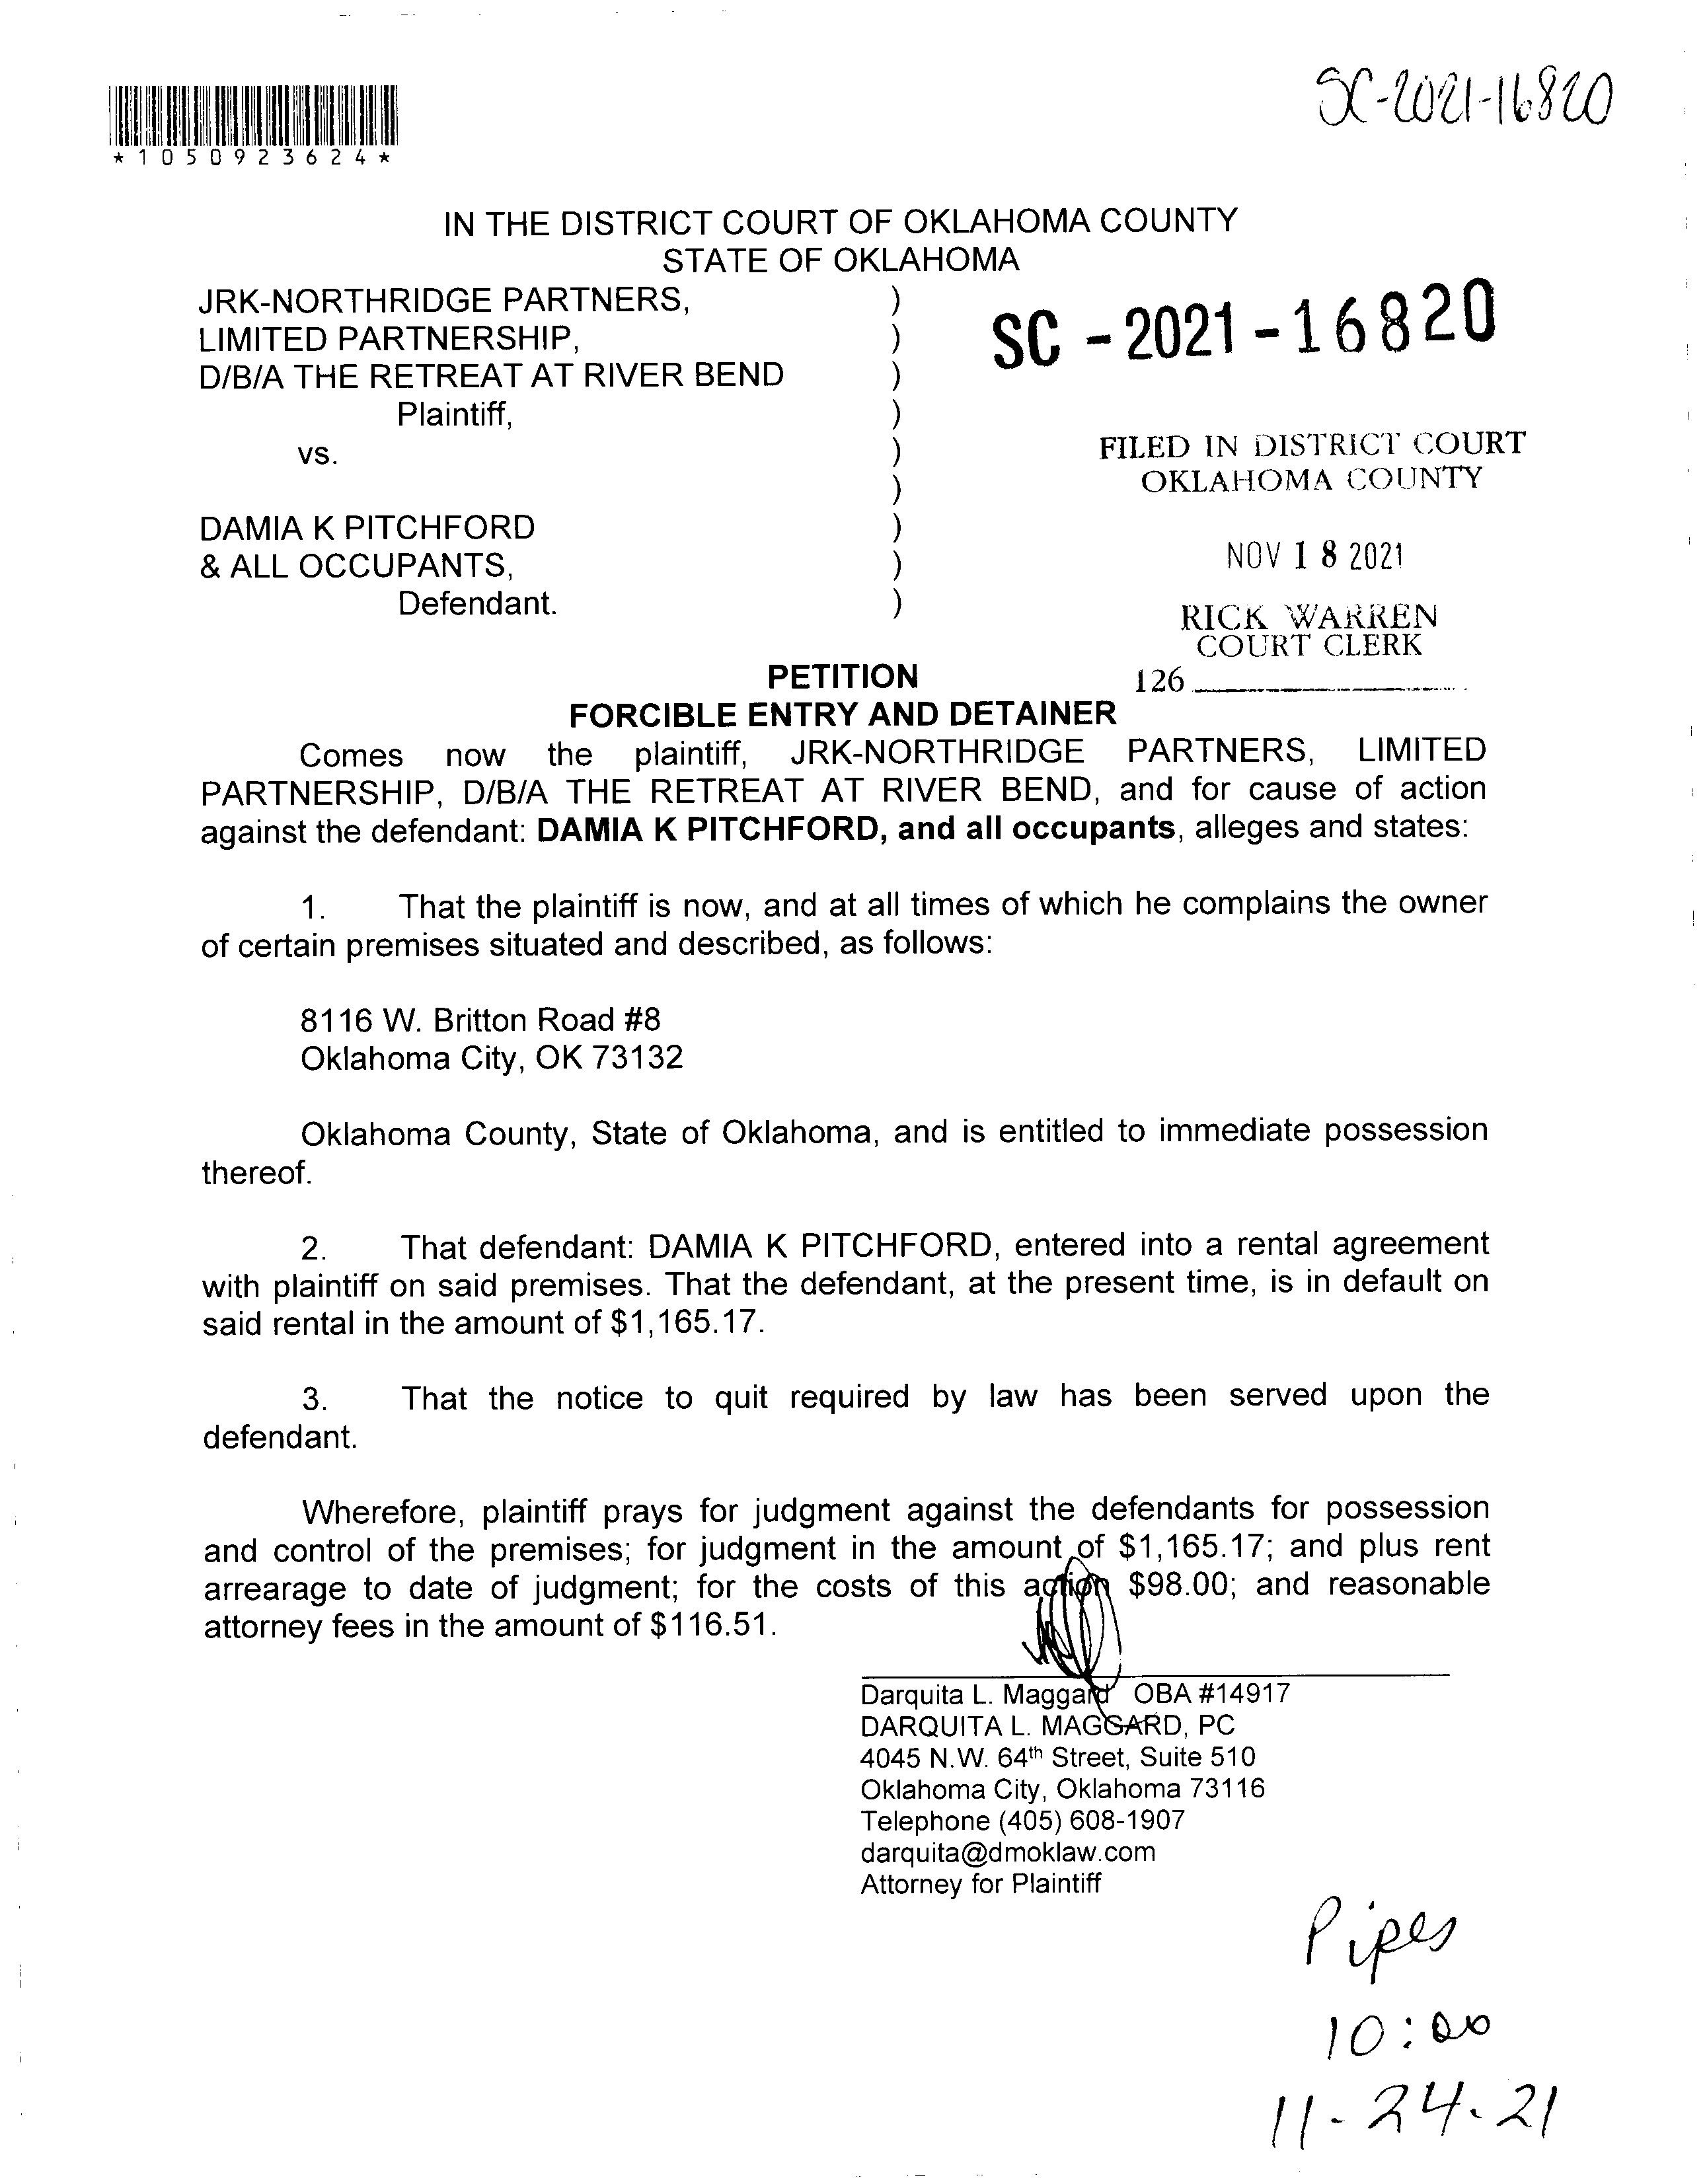 SC-2021-16820
*1050923624*
IN THE DISTRICT COURT OF OKLAHOMA COUNTY
STATE OF OKLAHOMA
JRK-NORTHRIDGE PARTNERS, )
LIMITED PARTNERSHIP, )
D/B/A THE RETREAT AT RIVER BEND )
Plaintiff, )
vs. )
)
DAMIA K PITCHFORD )
& ALL OCCUPANTS, )
Defendant. )
SC - 2021 - 16820
FILED IN DISTRICT COURT
OKLAHOMA COUNTY
NOV 18 2021
RICK WARREN
COURT CLERK
126
PETITION
FORCIBLE ENTRY AND DETAINER
Comes now the plaintiff, JRK-NORTHRIDGE PARTNERS, LIMITED
PARTNERSHIP, D/B/A THE RETREAT AT RIVER BEND, and for cause of action
against the defendant: DAMIA K PITCHFORD, and all occupants, alleges and states:
1. That the plaintiff is now, and at all times of which he complains the owner
of certain premises situated and described, as follows:
8116 W. Britton Road #8
Oklahoma City, OK 73132
Oklahoma County, State of Oklahoma, and is entitled to immediate possession
thereof.
2. That defendant: DAMIA K PITCHFORD, entered into a rental agreement
with plaintiff on said premises. That the defendant, at the present time, is in default on
said rental in the amount of $1,165.17.
3. That the notice to quit required by law has been served upon the
defendant.
Wherefore, plaintiff prays for judgment against the defendants for possession
and control of the premises; for judgment in the amount of $1,165.17; and plus rent
arrearage to date of judgment; for the costs of this action $98.00; and reasonable
attorney fees in the amount of $116.51.
Darquita L. Maggard OBA #14917
DARQUITA L. MAGGARD, PC
4045 N.W. 64th Street, Suite 510
Oklahoma City, Oklahoma 73116
Telephone (405) 608-1907
darquita@dmoklaw.com
Attorney for Plaintiff
Pipes
10:00
11-24-21